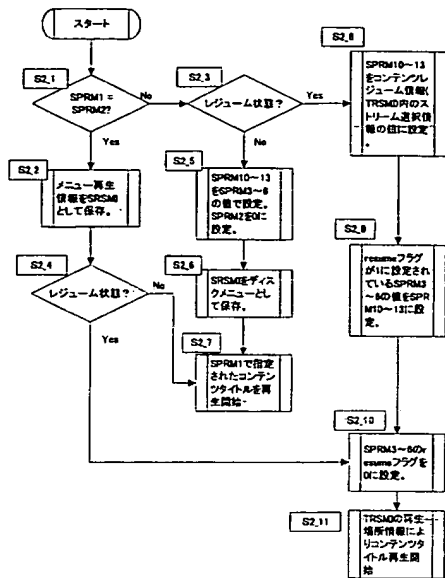 スタート
S2_1
SPRM1 =
SPRM2?
No
Yes
S2_3
レジューム状態?
Yes
No
S2_8
SPRM10～13
をコンテンツレ
ジューム情報(
TRSM0内のス
トリーム選択情
報の値に設定
。
S2_2
メニュー再生
情報をSRSM0
として保存。
S2_5
SPRM10～13を
SPRM3～6
の値で設定。
SPRM2を0に
設定。
S2_9
resumeフラグ
が1に設定され
ているSPRM3
～6の値をSPR
M10～13に設
定。
S2_4
レジューム状態?
No
Yes
S2_6
SRSM0をディス
クメニューとし
て保存。
S2_7
SPRM1で指定
されたコンテン
ツタイトルを再
生開始
S2_10
SPRM3～6のr
esumeフラグを
0に設定。
S2_11
TRSM0の再生
場所情報によ
りコンテンツタ
イトル再生開
始